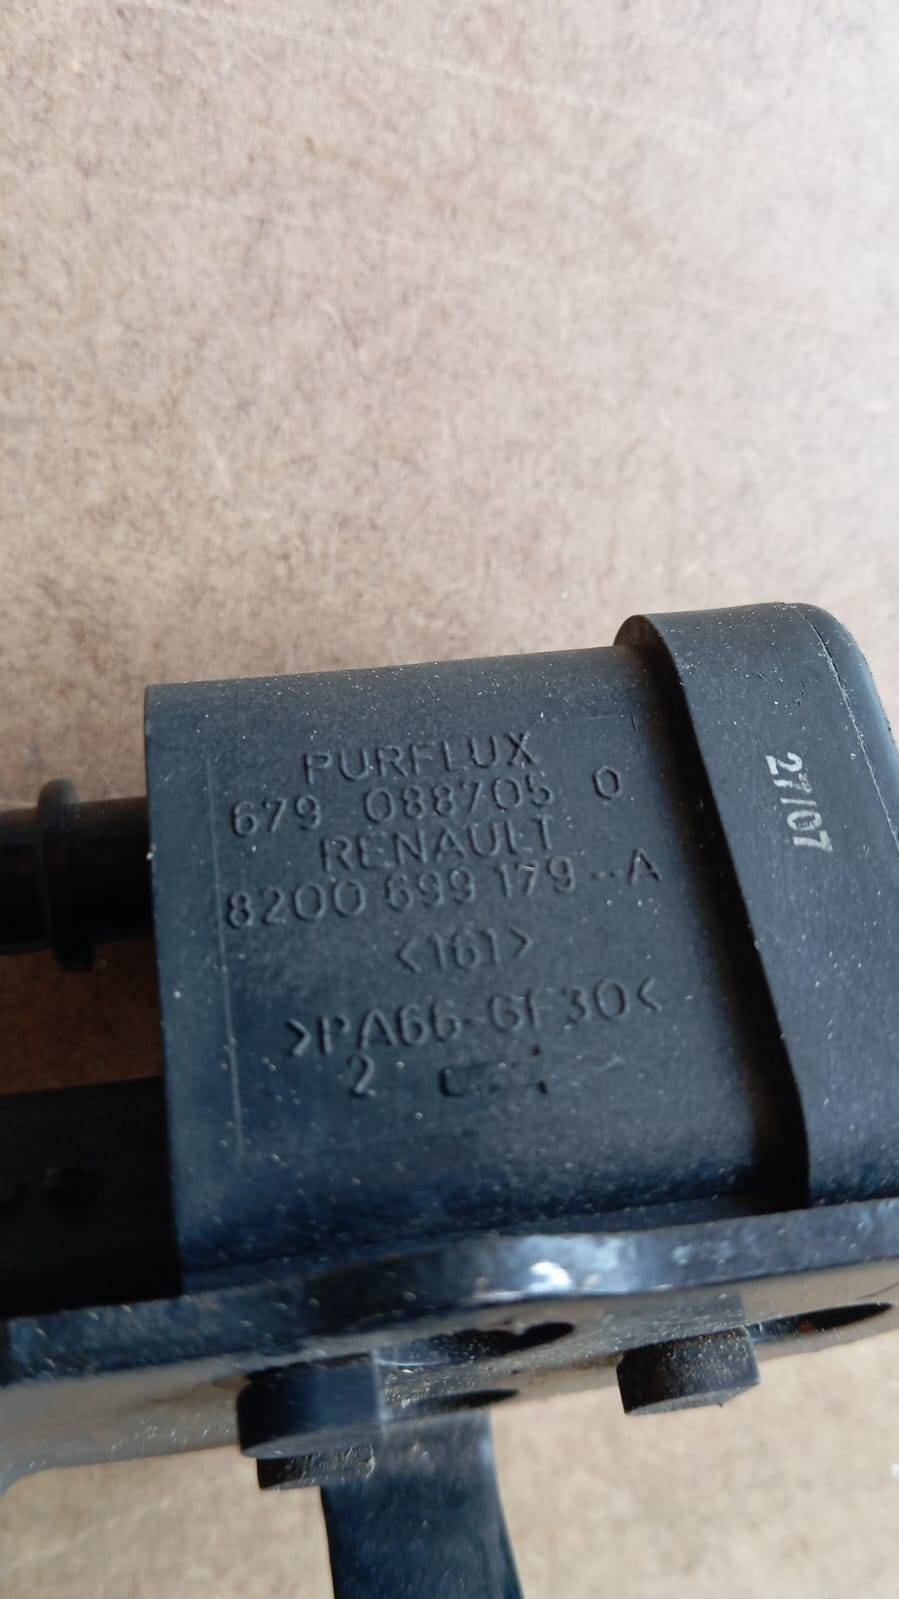 PURFLUX
679 088705 0
RENAULT
8200 699 179--A
<161>
>PA66-GF30<
2
27/07